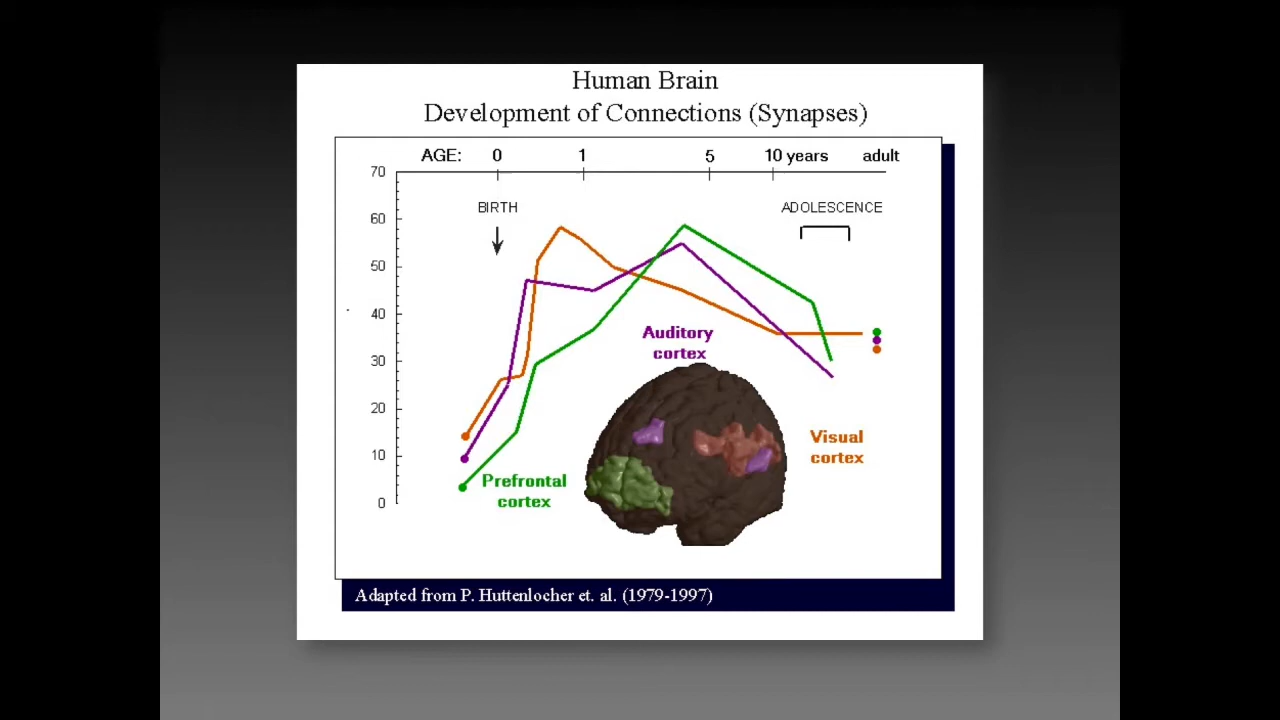 Human Brain
Development of Connections (Synapses)
AGE: 0 1 5 10 years adult
70
60
50
40
30
20
10
0
BIRTH
ADOLESCENCE
Auditory
cortex
Visual
cortex
Prefrontal
cortex
Adapted from P. Huttenlocher et. al. (1979-1997)